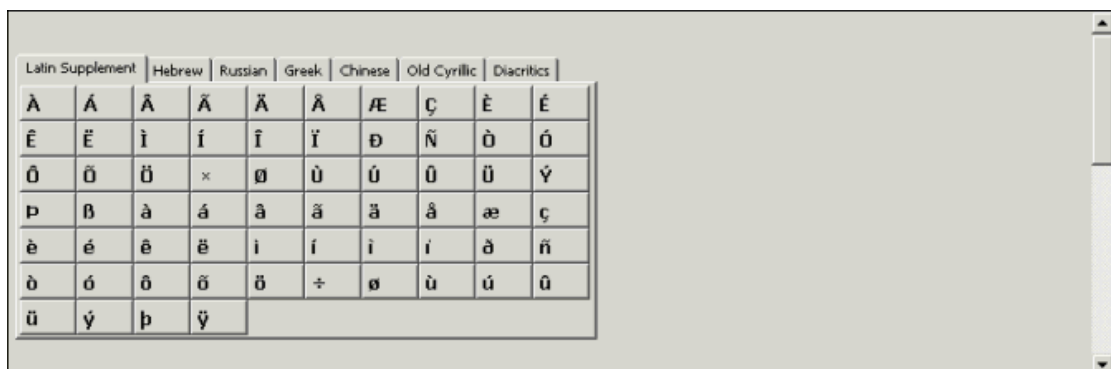 Latin Supplement Hebrew Russian Greek Chinese Old Cyrillic Diacritics
À Á Â Ã Ä Å Æ Ç È É
Ê Ë Ì Í Î Ï Ð Ñ Ò Ó
Ô Õ Ö × Ø Ù Ú Û Ü Ý
Þ ß à á â ã ä å æ ç
è é ê ë ì í î ï ð ñ
ò ó ô õ ö ÷ ø ù ú û
ü ý þ ÿ